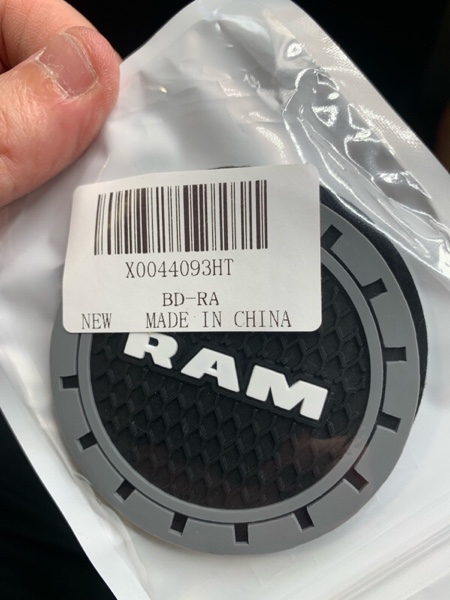 X0044093HT
BD-RA
NEW MADE IN CHINA
RAM